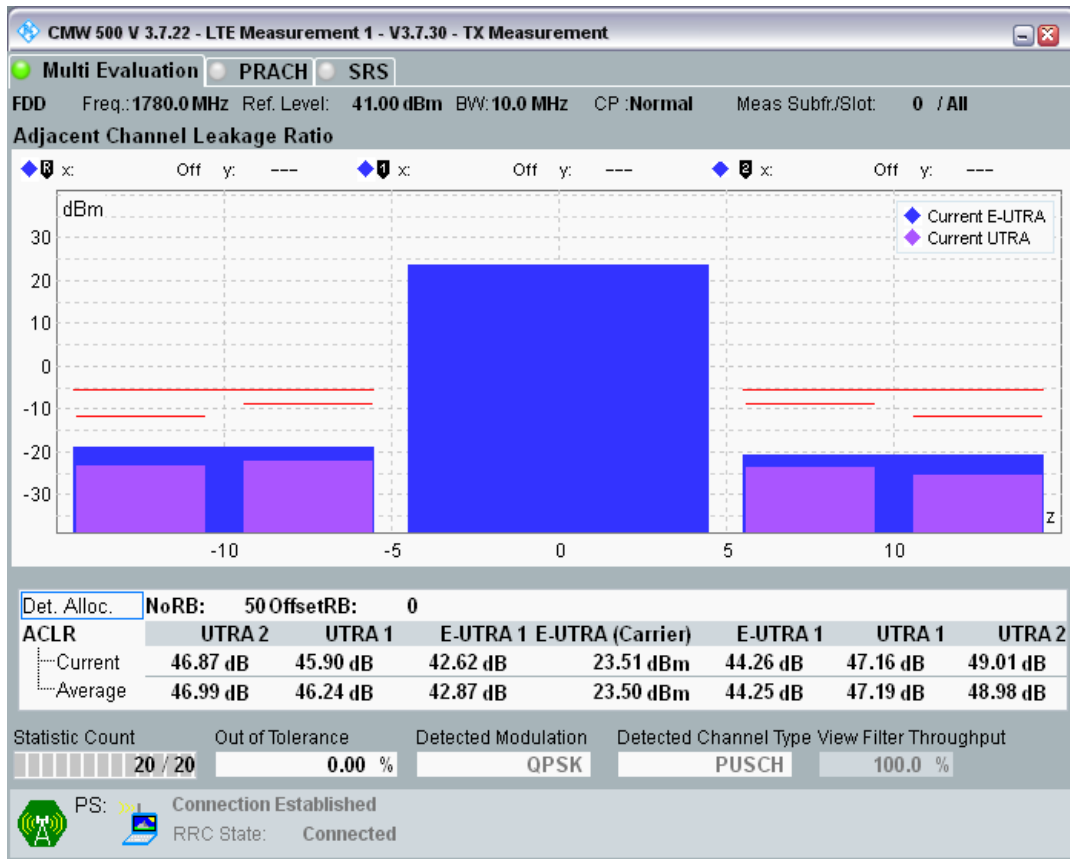 CMW 500 V 3.7.22 - LTE Measurement 1 - V3.7.30 - TX Measurement
Multi Evaluation PRACH SRS
FDD Freq.: 1780.0 MHz Ref. Level: 41.00 dBm BW: 10.0 MHz CP :Normal Meas Subfr./Slot: 0 / All
Adjacent Channel Leakage Ratio
R x: Off y: --- 1 x: Off y: --- 2 x: Off y: ---
dBm
Current E-UTRA
Current UTRA
30
20
10
0
-10
-20
-30
z
-10 -5 0 5 10
Det. Alloc. NoRB: 50 OffsetRB: 0
ACLR UTRA 2 UTRA 1 E-UTRA 1 E-UTRA (Carrier) E-UTRA 1 UTRA 1 UTRA 2
Current 46.87 dB 45.90 dB 42.62 dB 23.51 dBm 44.26 dB 47.16 dB 49.01 dB
Average 46.99 dB 46.24 dB 42.87 dB 23.50 dBm 44.25 dB 47.19 dB 48.98 dB
Statistic Count Out of Tolerance Detected Modulation Detected Channel Type View Filter Throughput
20 / 20 0.00 % QPSK PUSCH 100.0 %
PS: Connection Established
RRC State: Connected